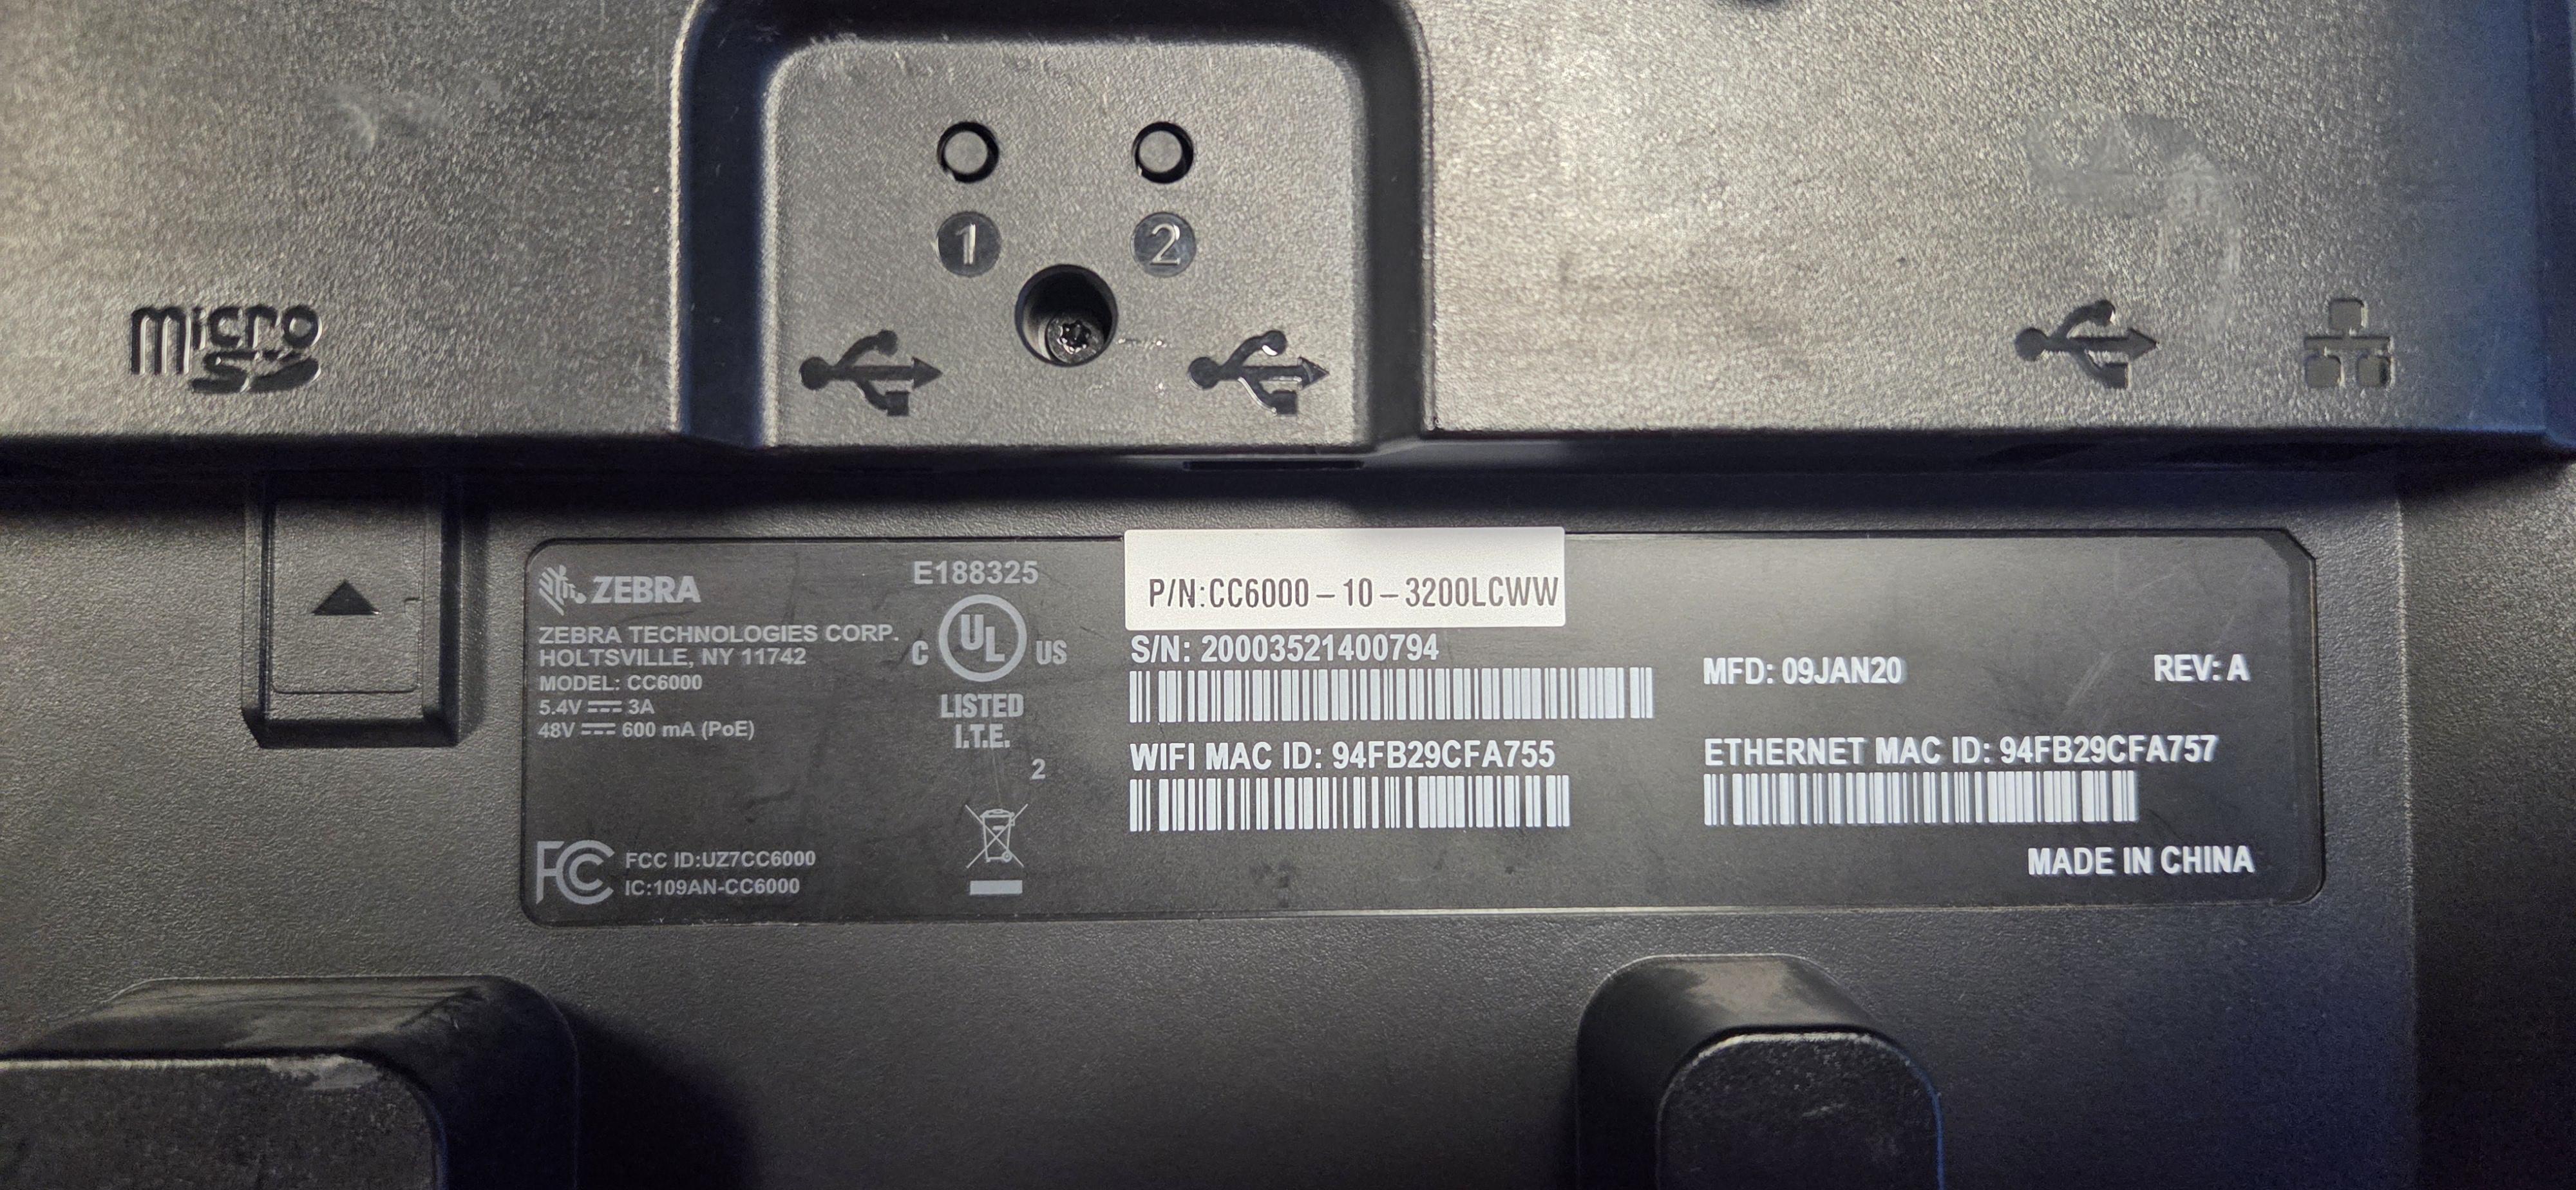 1
2
micro
SD
ZEBRA
ZEBRA TECHNOLOGIES CORP.
HOLTSVILLE, NY 11742
MODEL: CC6000
5.4V 3A
48V 600 mA (PoE)
FCC ID:UZ7CC6000
IC:109AN-CC6000
E188325
C UL US
LISTED
I.T.E.
2
P/N:CC6000-10-3200LCWW
S/N: 20003521400794
WIFI MAC ID: 94FB29CFA755
MFD: 09JAN20
REV: A
ETHERNET MAC ID: 94FB29CFA757
MADE IN CHINA